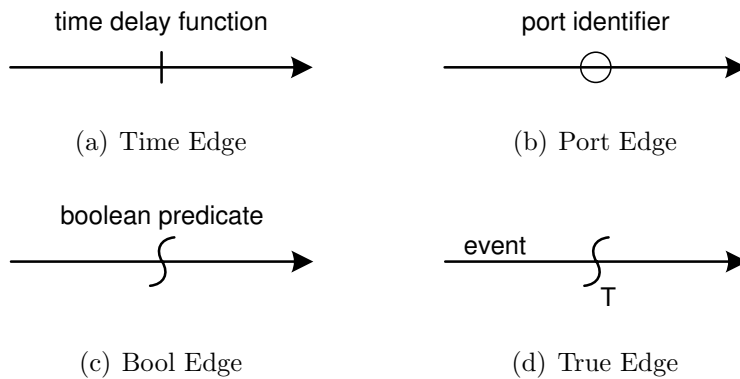 time delay function
port identifier
(a) Time Edge
(b) Port Edge
boolean predicate
event
T
(c) Bool Edge
(d) True Edge